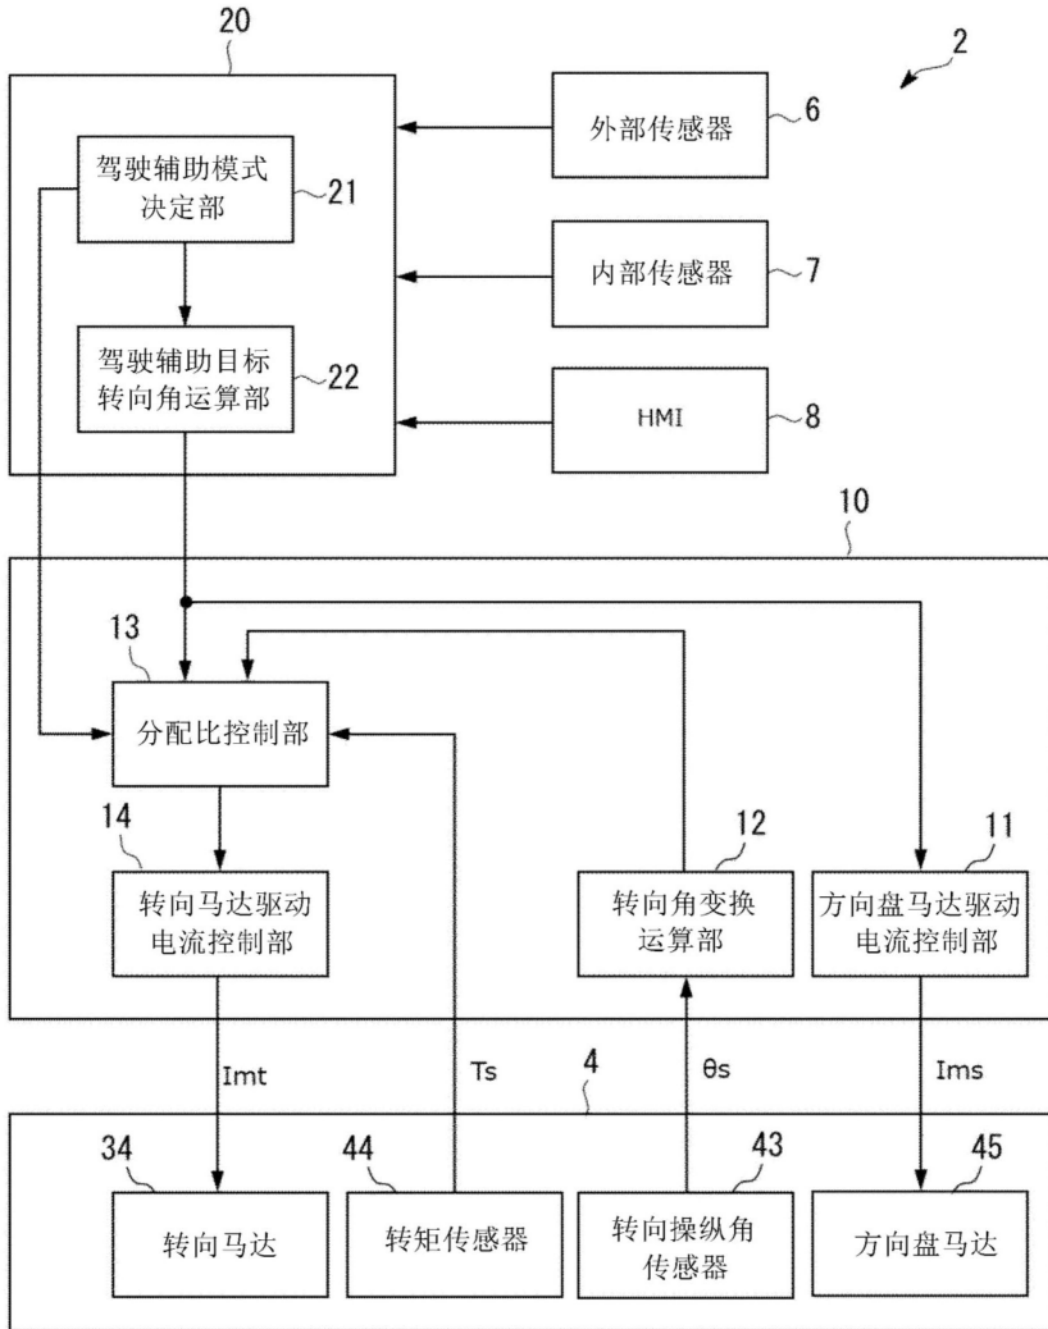 20
2
外部传感器
6
驾驶辅助模式
决定部
21
内部传感器
7
驾驶辅助目标
转向角运算部
22
HMI
8
10
13
分配比控制部
14
12
11
转向马达驱动
电流控制部
转向角变换
运算部
方向盘马达驱动
电流控制部
Imt
Ts
4
θs
Ims
34
44
43
45
转向马达
转矩传感器
转向操纵角
传感器
方向盘马达